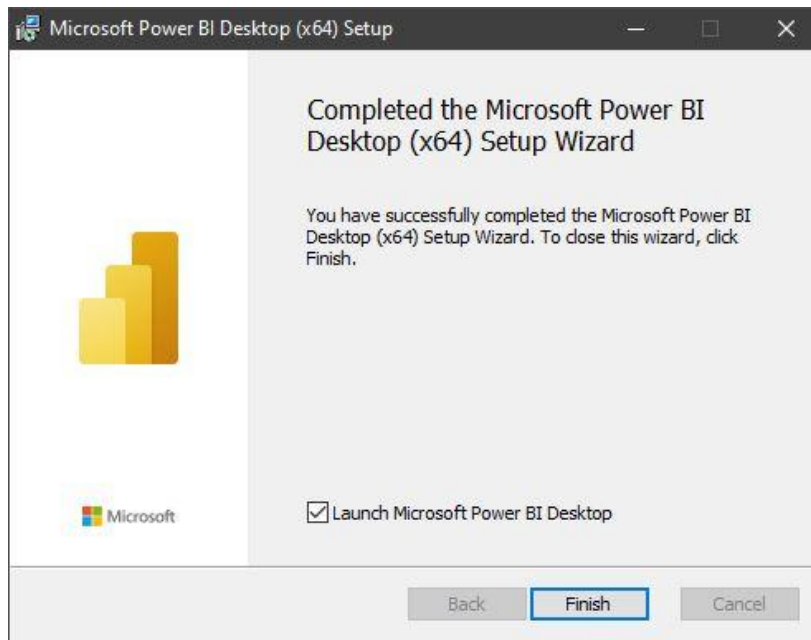 Microsoft Power BI Desktop (x64) Setup
Completed the Microsoft Power BI
Desktop (x64) Setup Wizard
You have successfully completed the Microsoft Power BI
Desktop (x64) Setup Wizard. To close this wizard, click
Finish.
Microsoft
Launch Microsoft Power BI Desktop
Back
Finish
Cancel